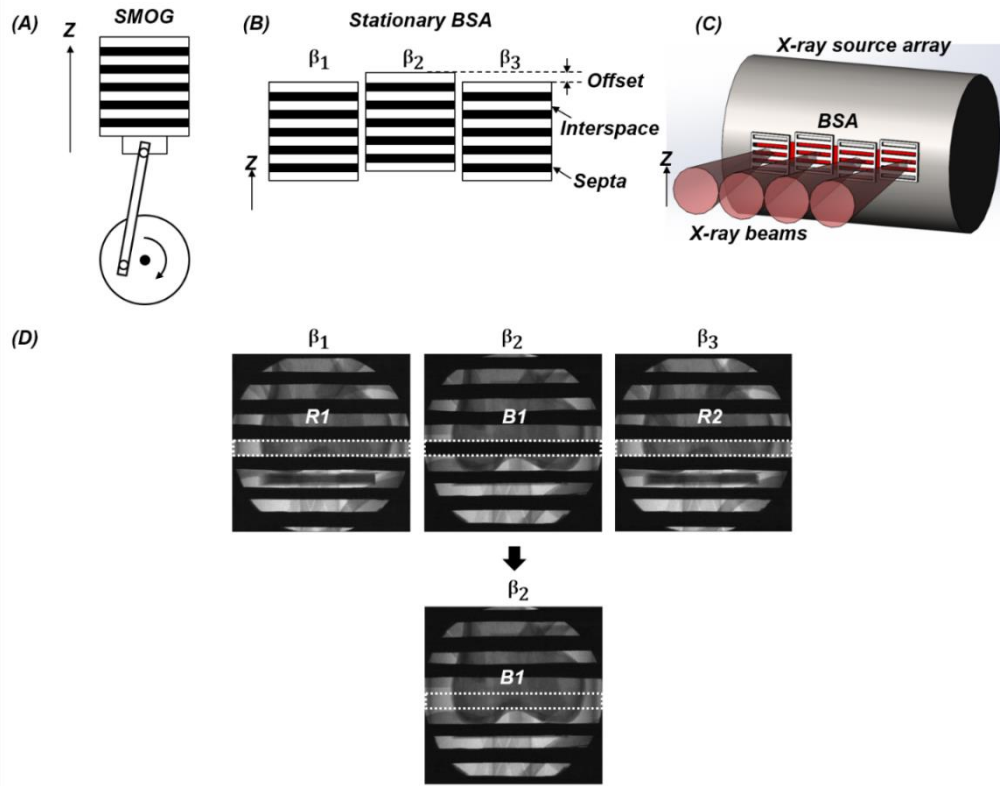 (A)
SMOG
Z
(B)
Stationary BSA
β1
β2
β3
Offset
Interspace
Septa
Z
(C)
X-ray source array
BSA
Z
X-ray beams
(D)
β1
β2
β3
R1
B1
R2
β2
B1